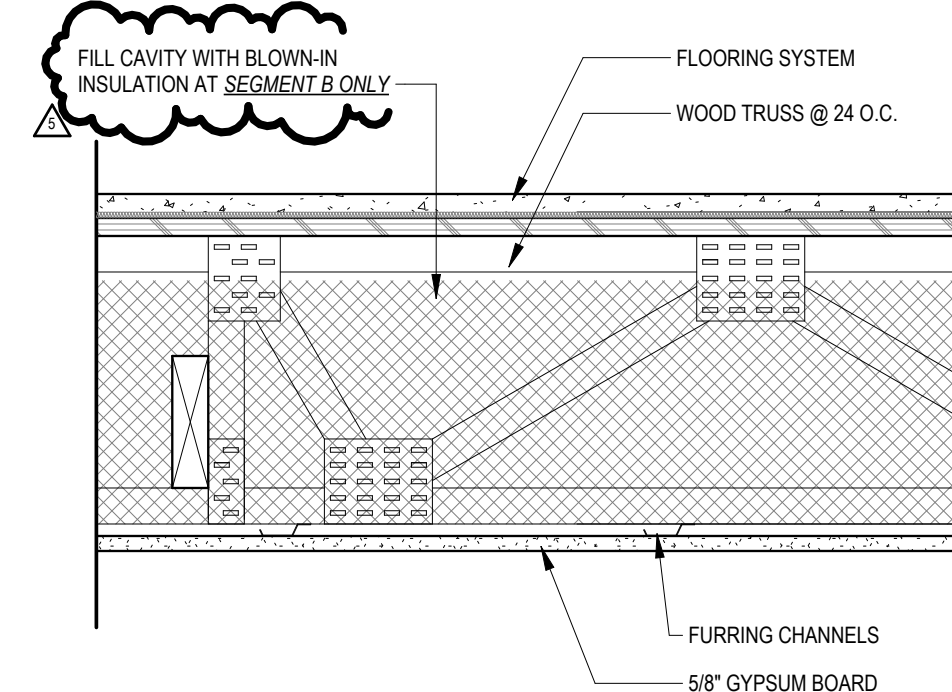 FILL CAVITY WITH BLOWN-IN
INSULATION AT SEGMENT B ONLY
5
FLOORING SYSTEM
WOOD TRUSS @ 24 O.C.
FURRING CHANNELS
5/8" GYPSUM BOARD